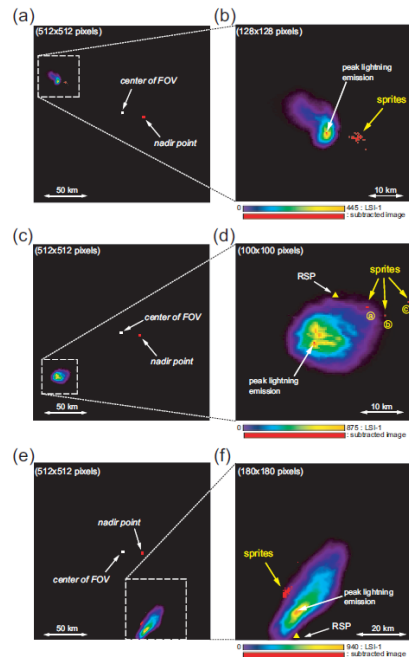 (a)
(512x512 pixels)
center of FOV
nadir point
50 km
(b)
(128x128 pixels)
peak lightning
emission
sprites
10 km
0 445 : LSI-1
: subtracted image
(c)
(512x512 pixels)
center of FOV
nadir point
50 km
(d)
(100x100 pixels)
RSP
sprites
a
b
c
peak lightning
emission
10 km
0 875 : LSI-1
: subtracted image
(e)
(512x512 pixels)
nadir point
center of FOV
50 km
(f)
(180x180 pixels)
sprites
peak lightning
emission
RSP
20 km
0 940 : LSI-1
: subtracted image